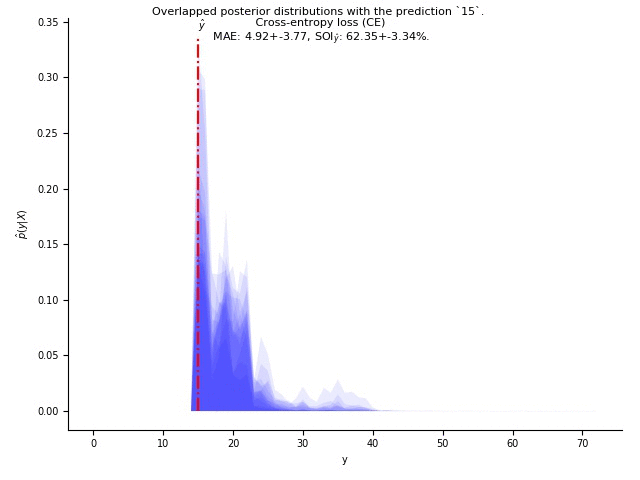 Overlapped posterior distributions with the prediction `15`.
Cross-entropy loss (CE)
MAE: 4.92+-3.77, SOIŷ: 62.35+-3.34%.
ŷ
0.35
0.30
0.25
0.20
0.15
0.10
0.05
0.00
p̂(y|X)
0 10 20 30 40 50 60 70
y